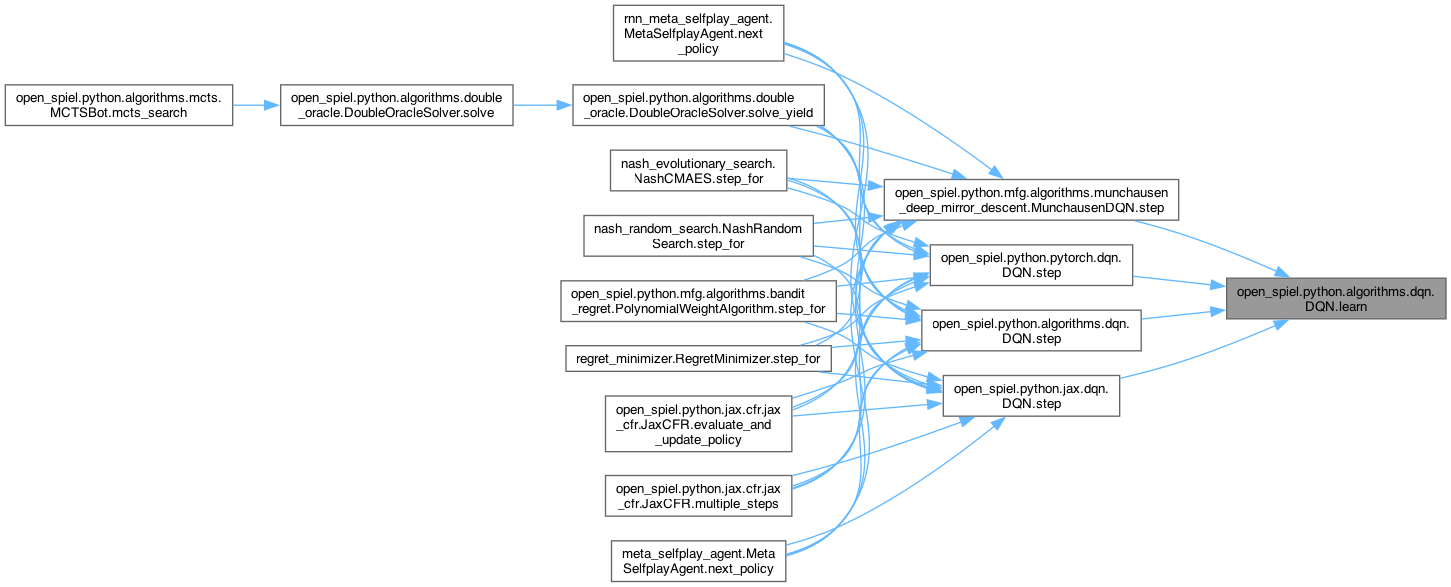 rnn_meta_selfplay_agent.
MetaSelfplayAgent.next
_policy
open_spiel.python.algorithms.mcts.
MCTSBot.mcts_search
open_spiel.python.algorithms.double
_oracle.DoubleOracleSolver.solve
open_spiel.python.algorithms.double
_oracle.DoubleOracleSolver.solve_yield
nash_evolutionary_search.
NashCMAES.step_for
nash_random_search.NashRandom
Search.step_for
open_spiel.python.mfg.algorithms.bandit
_regret.PolynomialWeightAlgorithm.step_for
regret_minimizer.RegretMinimizer.step_for
open_spiel.python.jax.cfr.jax
_cfr.JaxCFR.evaluate_and
_update_policy
open_spiel.python.jax.cfr.jax
_cfr.JaxCFR.multiple_steps
meta_selfplay_agent.Meta
SelfplayAgent.next_policy
open_spiel.python.mfg.algorithms.munchausen
_deep_mirror_descent.MunchausenDQN.step
open_spiel.python.pytorch.dqn.
DQN.step
open_spiel.python.algorithms.dqn.
DQN.step
open_spiel.python.jax.dqn.
DQN.step
open_spiel.python.algorithms.dqn.
DQN.learn